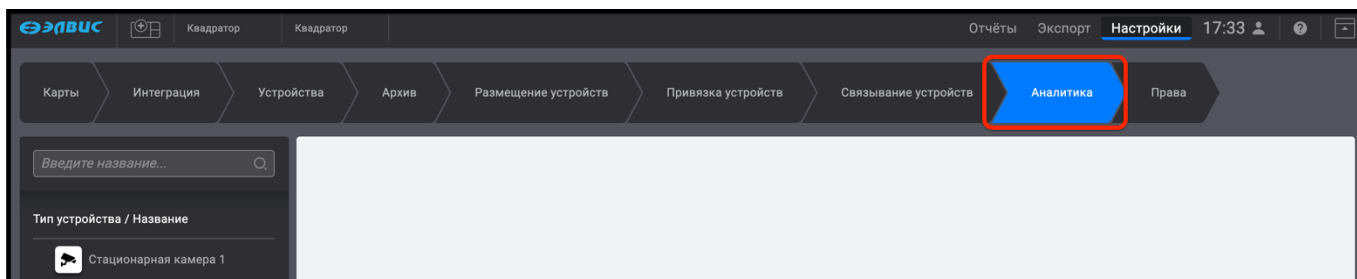 ЭЛВИС Квадратор Квадратор Отчёты Экспорт Настройки 17:33
Карты Интеграция Устройства Архив Размещение устройств Привязка устройств Связывание устройств Аналитика Права
Введите название...
Тип устройства / Название
Стационарная камера 1